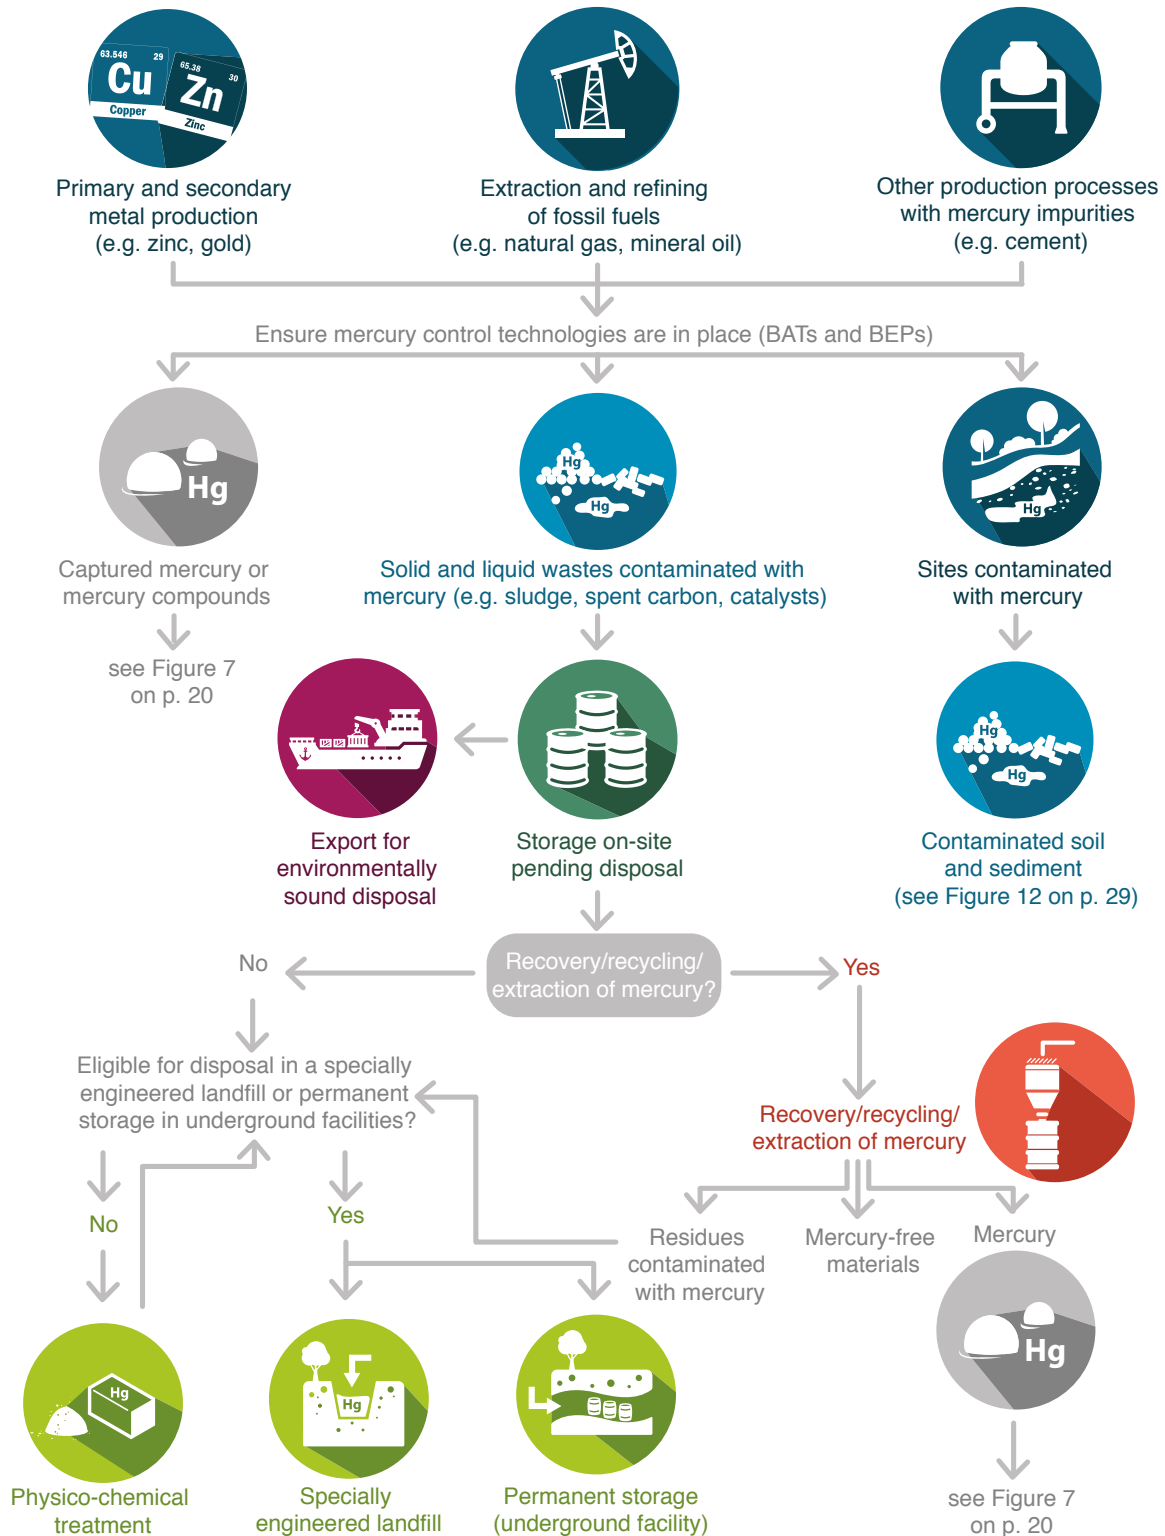 63.546 29
Cu
Copper
65.38 30
Zn
Zinc
Primary and secondary
metal production
(e.g. zinc, gold)
Extraction and refining
of fossil fuels
(e.g. natural gas, mineral oil)
Other production processes
with mercury impurities
(e.g. cement)
Ensure mercury control technologies are in place (BATs and BEPs)
Hg
Captured mercury or
mercury compounds
see Figure 7
on p. 20
Hg
Hg
Solid and liquid wastes contaminated with
mercury (e.g. sludge, spent carbon, catalysts)
Hg
Sites contaminated
with mercury
Export for
environmentally
sound disposal
Storage on-site
pending disposal
Hg
Hg
Contaminated soil
and sediment
(see Figure 12 on p. 29)
No
Recovery/recycling/
extraction of mercury?
Yes
Eligible for disposal in a specially
engineered landfill or permanent
storage in underground facilities?
Recovery/recycling/
extraction of mercury
No
Yes
Residues
contaminated
with mercury
Mercury-free
materials
Mercury
Hg
Hg
Physico-chemical
treatment
Hg
Specially
engineered landfill
Permanent storage
(underground facility)
see Figure 7
on p. 20